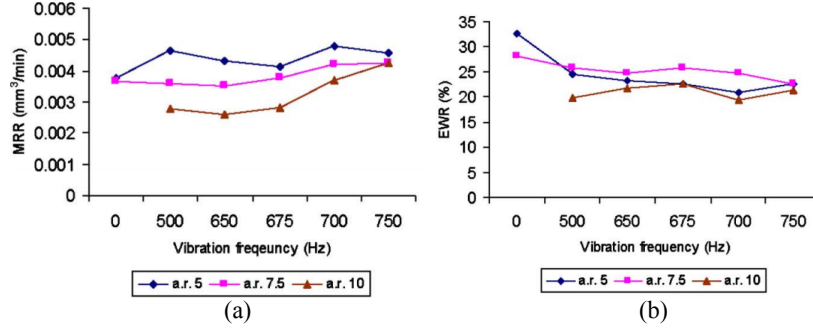 MRR (mm³/min)
0.006
0.005
0.004
0.003
0.002
0.001
0
0 500 650 675 700 750
Vibration freqeuncy (Hz)
a.r. 5 a.r. 7.5 a.r. 10
(a)
EWR (%)
35
30
25
20
15
10
5
0
0 500 650 675 700 750
Vibration frequency (Hz)
a.r. 5 a.r. 7.5 a.r. 10
(b)